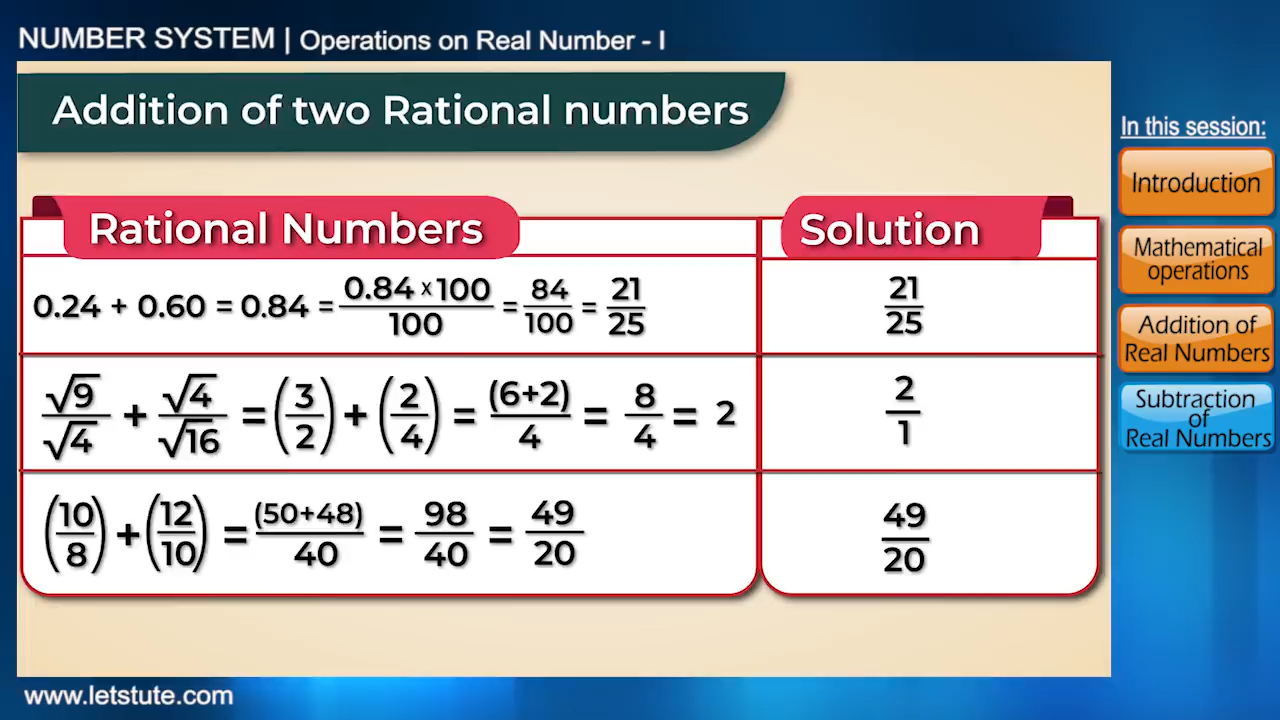 NUMBER SYSTEM | Operations on Real Number - I
Addition of two Rational numbers
In this session:
Introduction
Mathematical
operations
Addition of
Real Numbers
Subtraction
of
Real Numbers
Rational Numbers
Solution
0.24 + 0.60 = 0.84 = 0.84 x 100 / 100 = 84/100 = 21/25
21/25
√9/√4 + √4/√16 = (3/2) + (2/4) = (6+2)/4 = 8/4 = 2
2/1
(10/8) + (12/10) = (50+48)/40 = 98/40 = 49/20
49/20
www.letstute.com